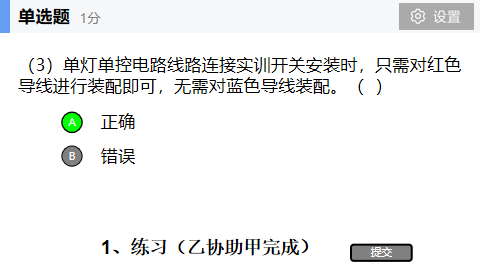 单选题 1分 设置
（3）单灯单控电路线路连接实训开关安装时，只需对红色
导线进行装配即可，无需对蓝色导线装配。（ ）
A 正确
B 错误
1、练习（乙协助甲完成） 提交